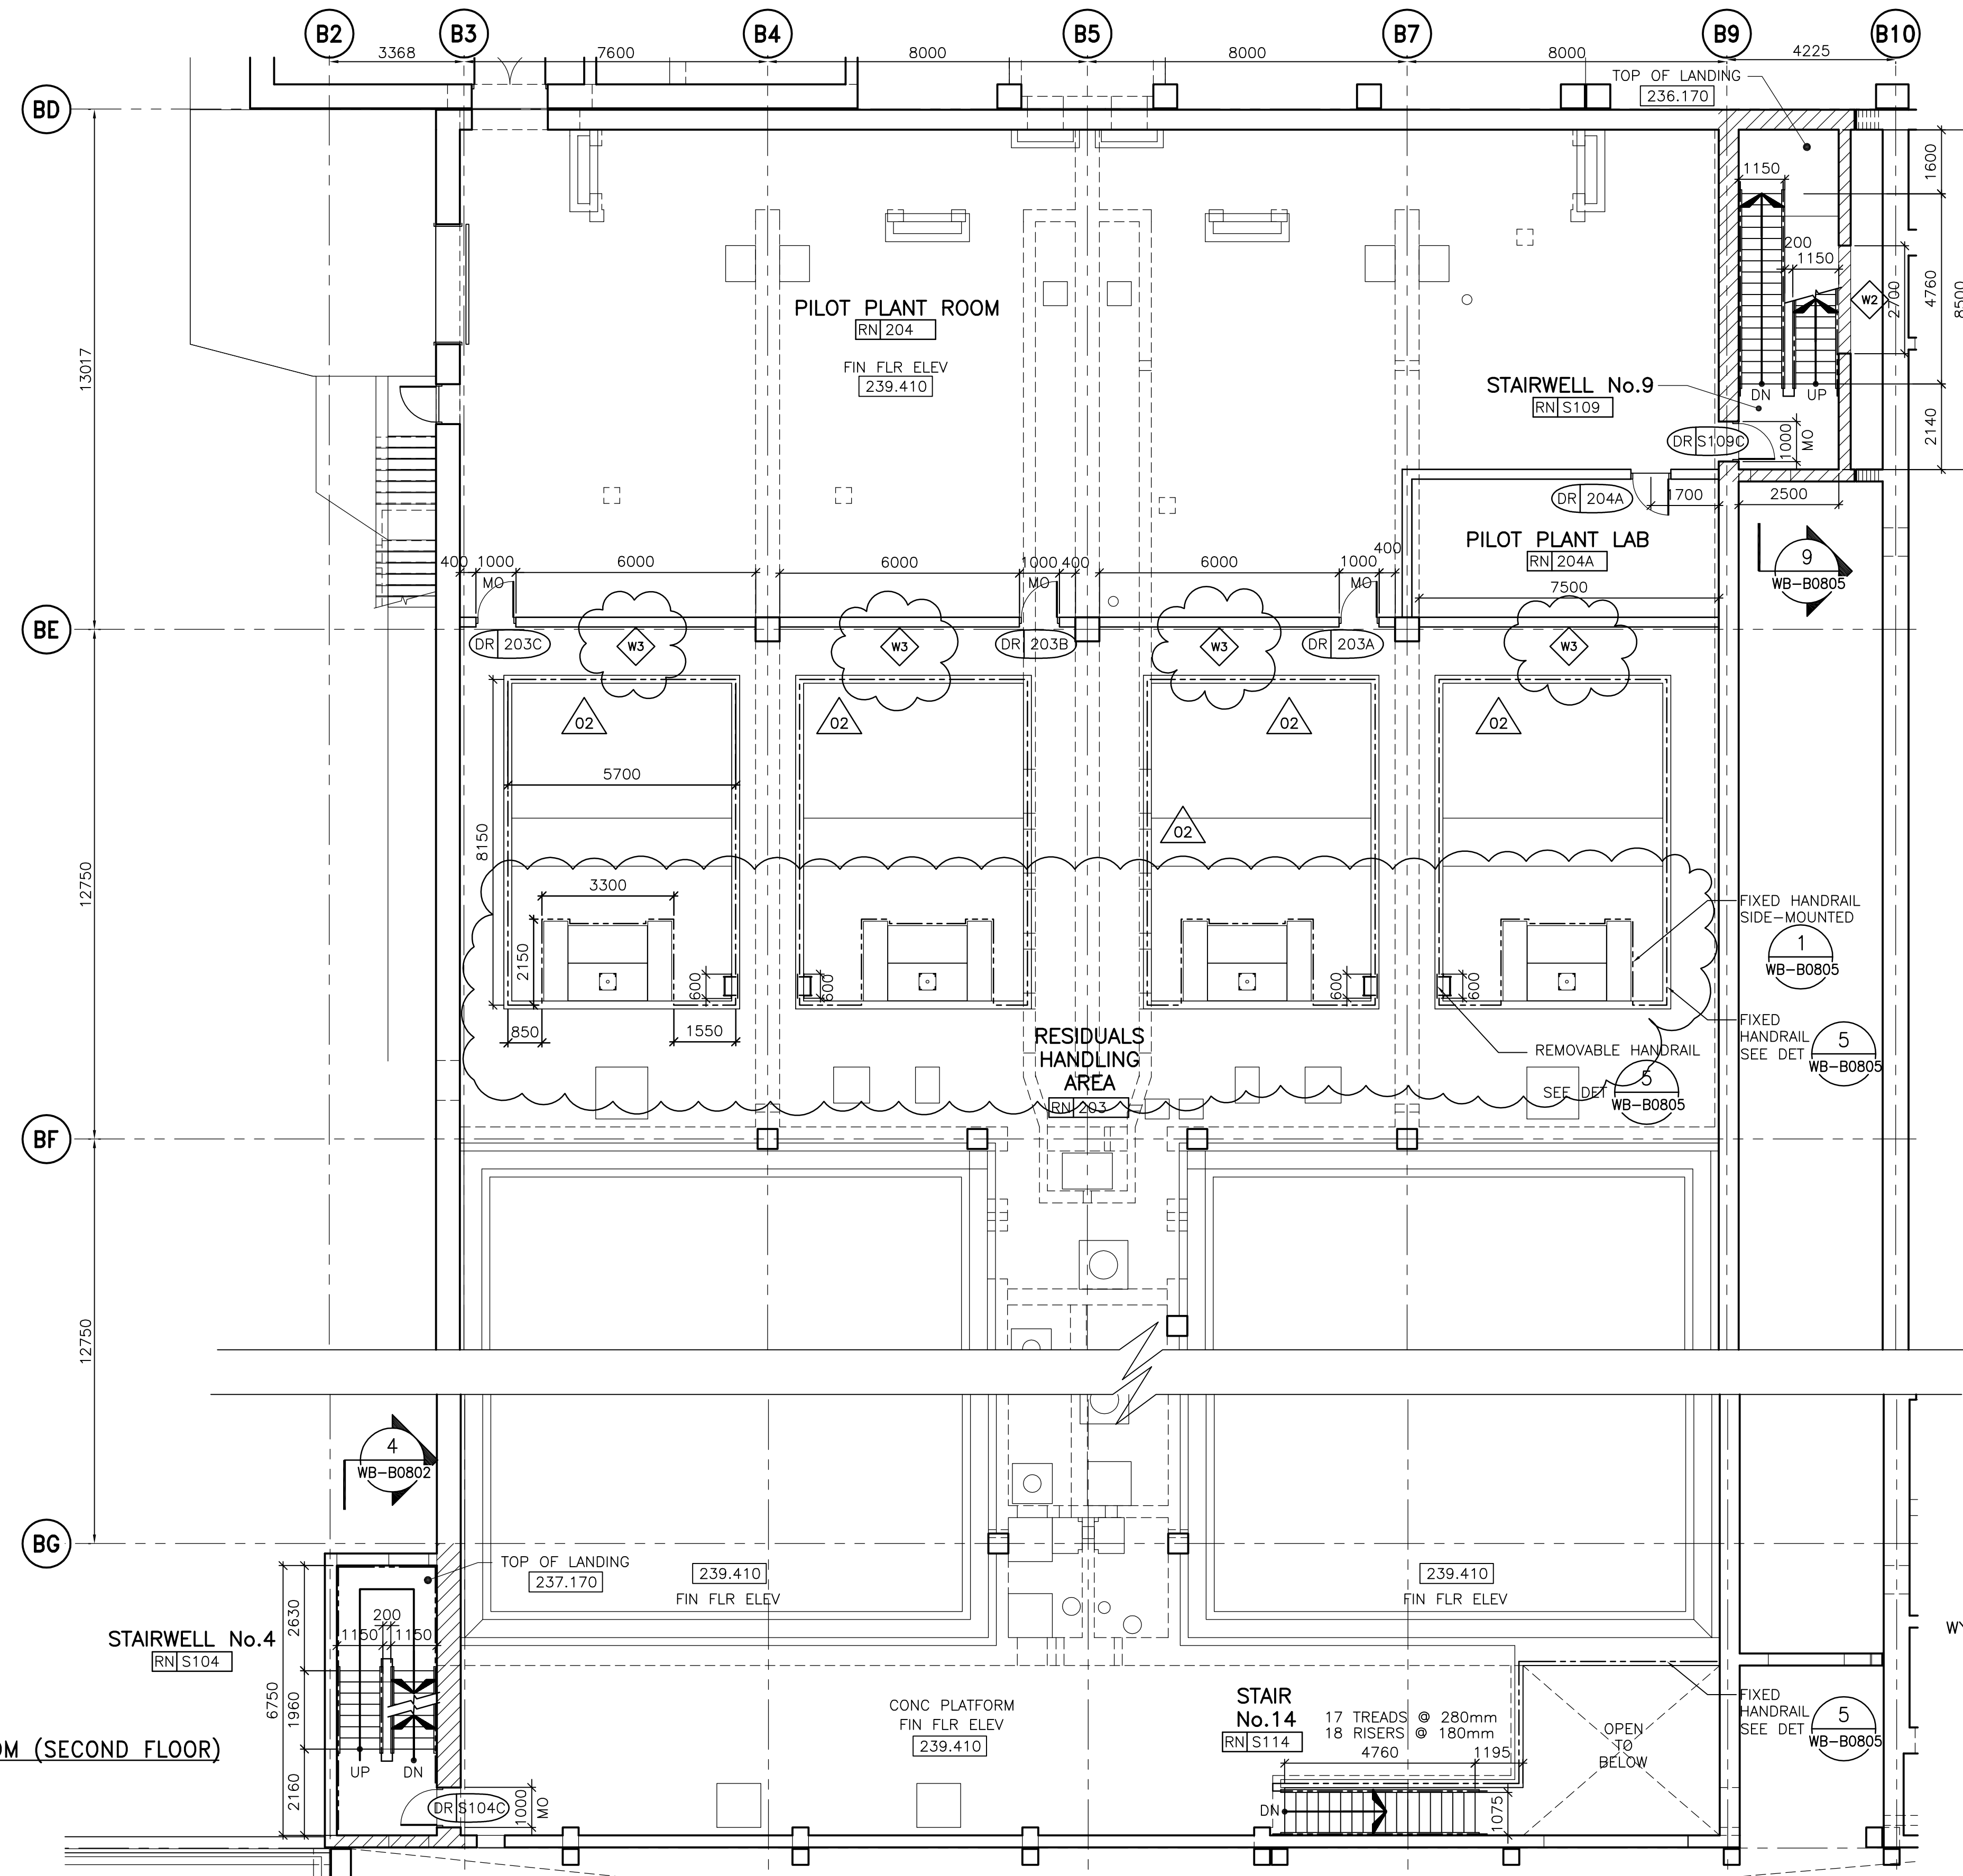 B2
B3
B4
B5
B7
B9
B10
3368
7600
8000
8000
8000
4225
BD
TOP OF LANDING
236.170
1150
1600
200
1150
4760
8500
2700
W2
PILOT PLANT ROOM
RN 204
FIN FLR ELEV
239.410
13017
STAIRWELL No.9
RN S109
DN
UP
2140
DR S109C
1000
MO
DR 204A
1700
2500
PILOT PLANT LAB
RN 204A
9
WB-B0805
400
1000
MO
6000
6000
1000
MO
400
6000
1000
MO
400
7500
BE
DR 203C
W3
W3
DR 203B
W3
DR 203A
W3
02
02
02
02
5700
8150
02
12750
3300
2150
600
600
600
600
850
1550
FIXED HANDRAIL
SIDE-MOUNTED
1
WB-B0805
FIXED
HANDRAIL
SEE DET
5
WB-B0805
REMOVABLE HANDRAIL
SEE DET
5
WB-B0805
RESIDUALS
HANDLING
AREA
RN 203
BF
12750
4
WB-B0802
BG
TOP OF LANDING
237.170
239.410
FIN FLR ELEV
239.410
FIN FLR ELEV
STAIRWELL No.4
RN S104
2630
200
1150
1150
6750
1960
2160
UP
DN
DR S104C
1000
MO
OM (SECOND FLOOR)
CONC PLATFORM
FIN FLR ELEV
239.410
STAIR
No.14
RN S114
17 TREADS @ 280mm
18 RISERS @ 180mm
4760
1195
DN
1075
OPEN
TO
BELOW
FIXED
HANDRAIL
SEE DET
5
WB-B0805